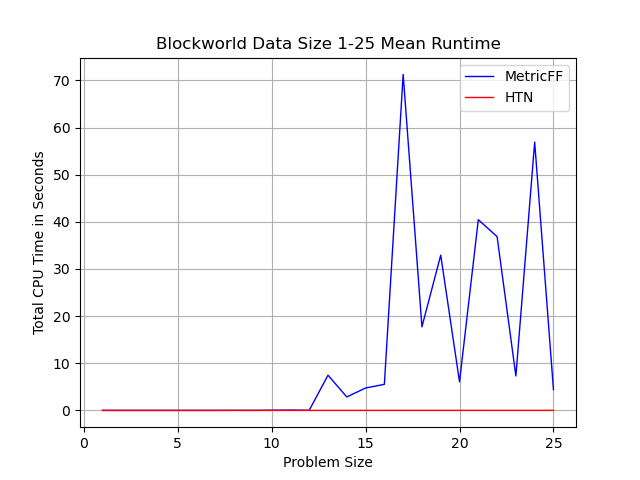 Blockworld Data Size 1-25 Mean Runtime
MetricFF
HTN
Total CPU Time in Seconds
70
60
50
40
30
20
10
0
0 5 10 15 20 25
Problem Size